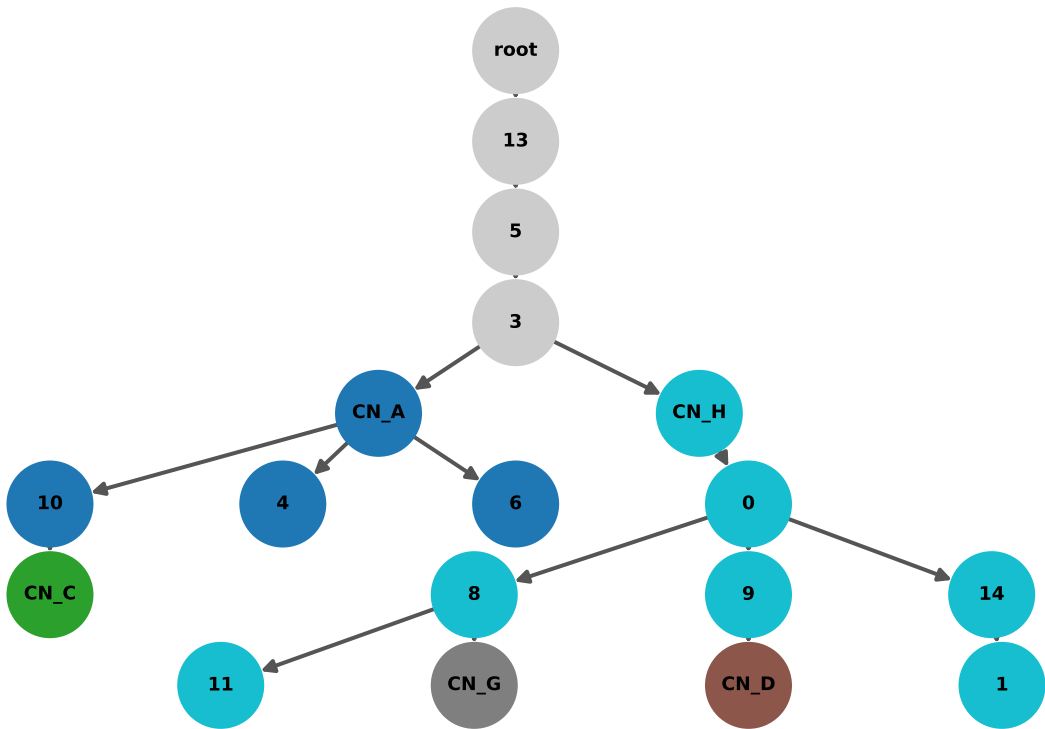 root
13
5
3
CN_A CN_H
10 4 6 0
CN_C 8 9 14
11 CN_G CN_D 1